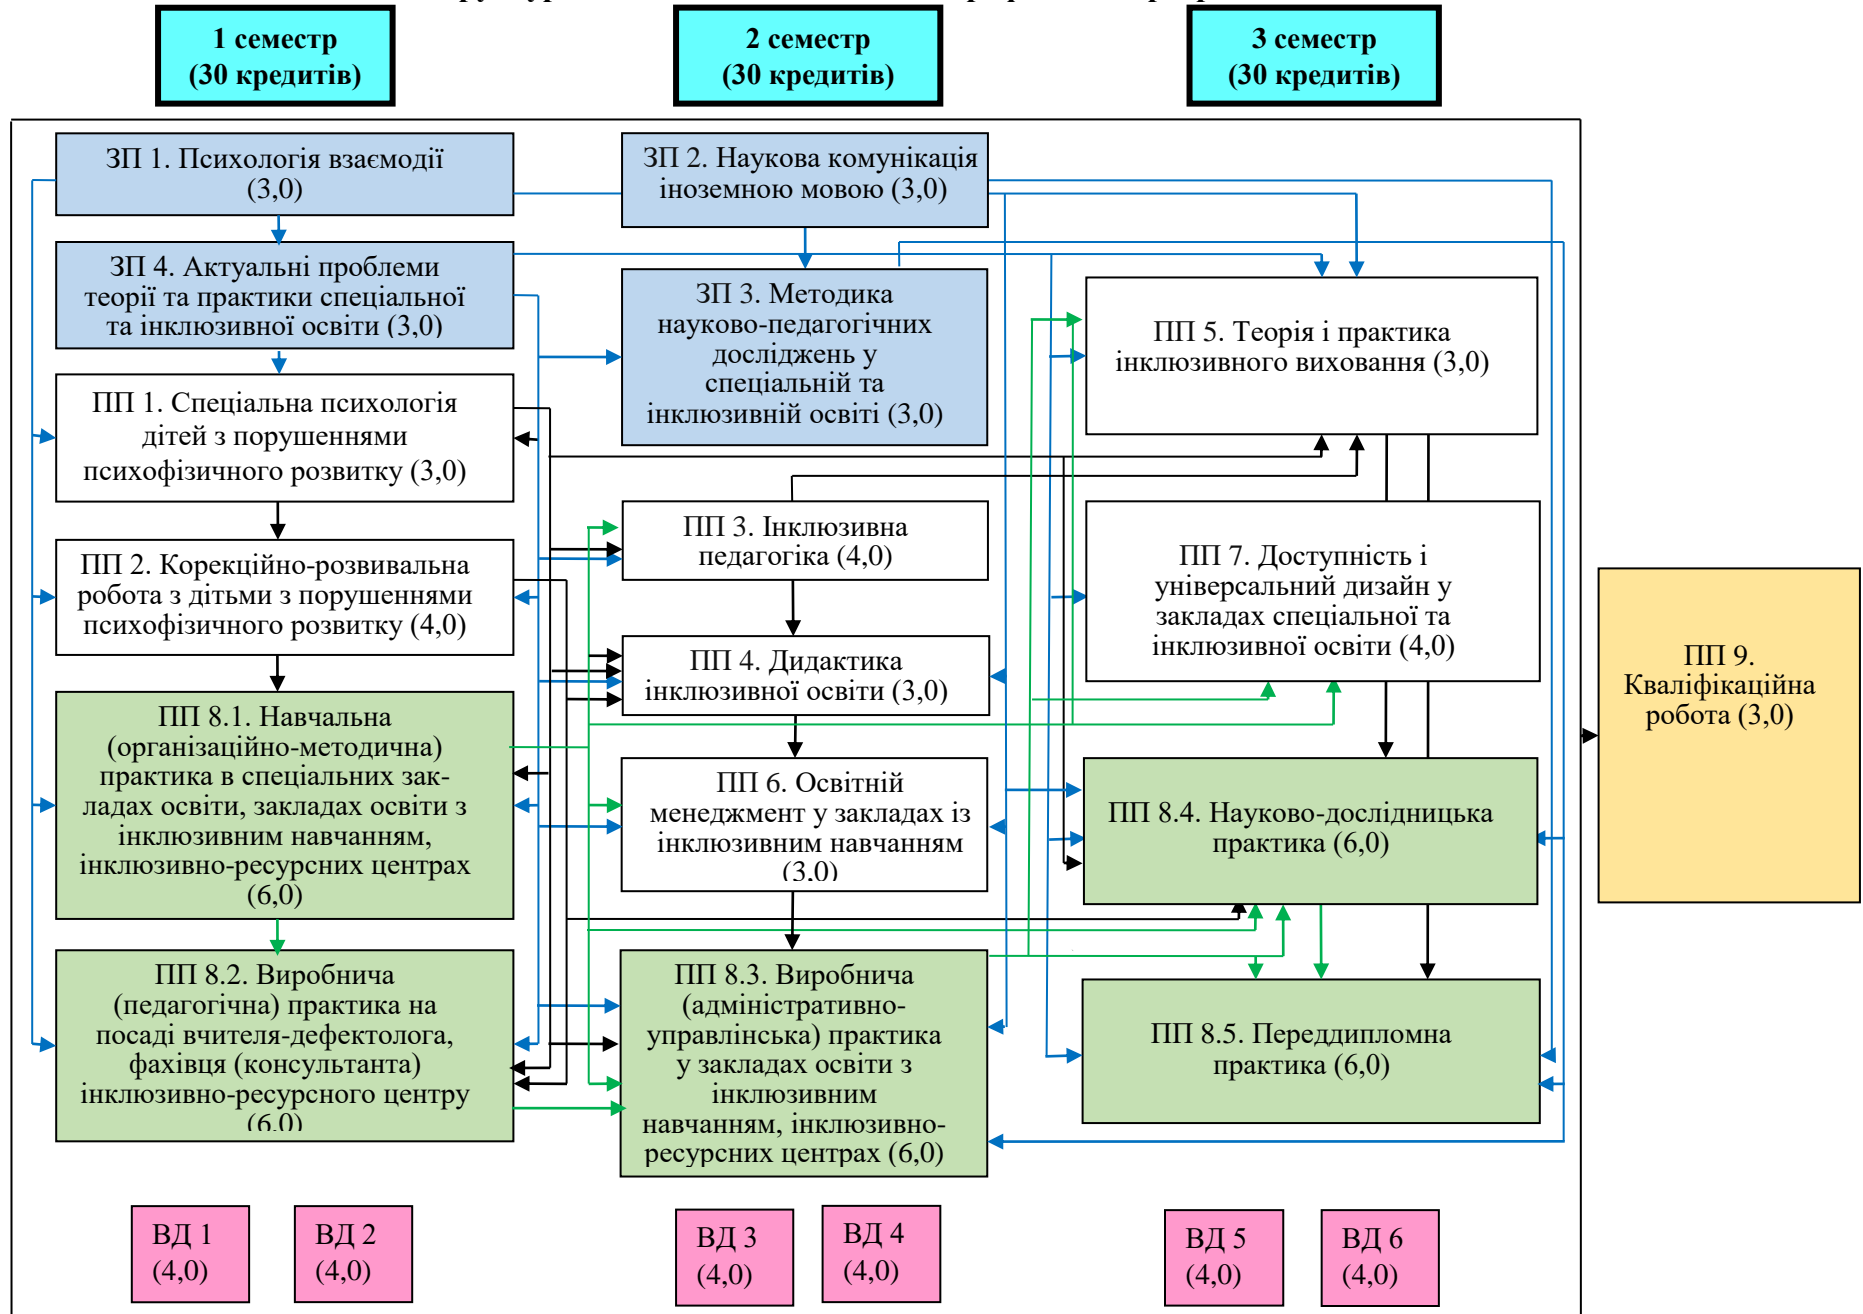 1 семестр
(30 кредитів)
2 семестр
(30 кредитів)
3 семестр
(30 кредитів)
ЗП 1. Психологія взаємодії
(3,0)
ЗП 4. Актуальні проблеми
теорії та практики спеціальної
та інклюзивної освіти (3,0)
ПП 1. Спеціальна психологія
дітей з порушеннями
психофізичного розвитку (3,0)
ПП 2. Корекційно-розвивальна
робота з дітьми з порушеннями
психофізичного розвитку (4,0)
ПП 8.1. Навчальна
(організаційно-методична)
практика в спеціальних зак-
ладах освіти, закладах освіти з
інклюзивним навчанням,
інклюзивно-ресурсних центрах
(6,0)
ПП 8.2. Виробнича
(педагогічна) практика на
посаді вчителя-дефектолога,
фахівця (консультанта)
інклюзивно-ресурсного центру
(6,0)
ВД 1
(4,0)
ВД 2
(4,0)
ЗП 2. Наукова комунікація
іноземною мовою (3,0)
ЗП 3. Методика
науково-педагогічних
досліджень у
спеціальній та
інклюзивній освіті (3,0)
ПП 3. Інклюзивна
педагогіка (4,0)
ПП 4. Дидактика
інклюзивної освіти (3,0)
ПП 6. Освітній
менеджмент у закладах із
інклюзивним навчанням
(3,0)
ПП 8.3. Виробнича
(адміністративно-
управлінська) практика
у закладах освіти з
інклюзивним
навчанням, інклюзивно-
ресурсних центрах (6,0)
ВД 3
(4,0)
ВД 4
(4,0)
ПП 5. Теорія і практика
інклюзивного виховання (3,0)
ПП 7. Доступність і
універсальний дизайн у
закладах спеціальної та
інклюзивної освіти (4,0)
ПП 8.4. Науково-дослідницька
практика (6,0)
ПП 8.5. Переддипломна
практика (6,0)
ВД 5
(4,0)
ВД 6
(4,0)
ПП 9.
Кваліфікаційна
робота (3,0)